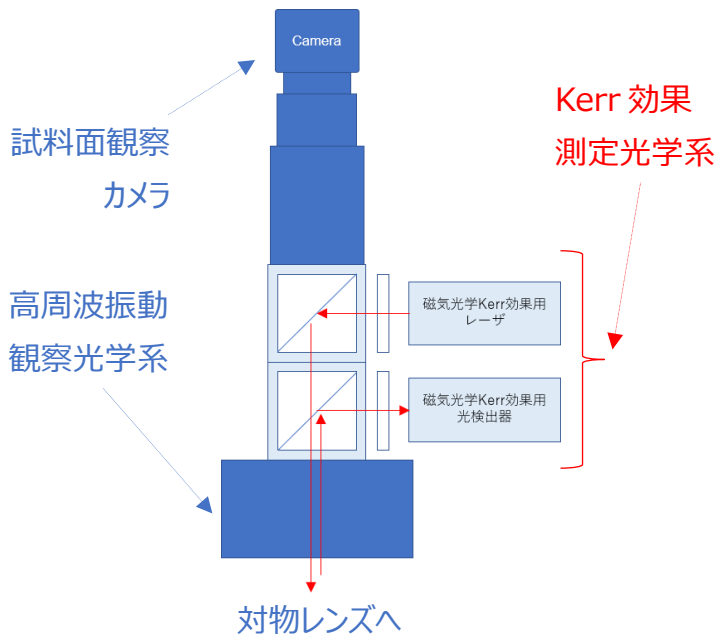 Camera
試料面観察
カメラ
Kerr 効果
測定光学系
高周波振動
観察光学系
磁気光学Kerr効果用
レーザ
磁気光学Kerr効果用
光検出器
対物レンズへ